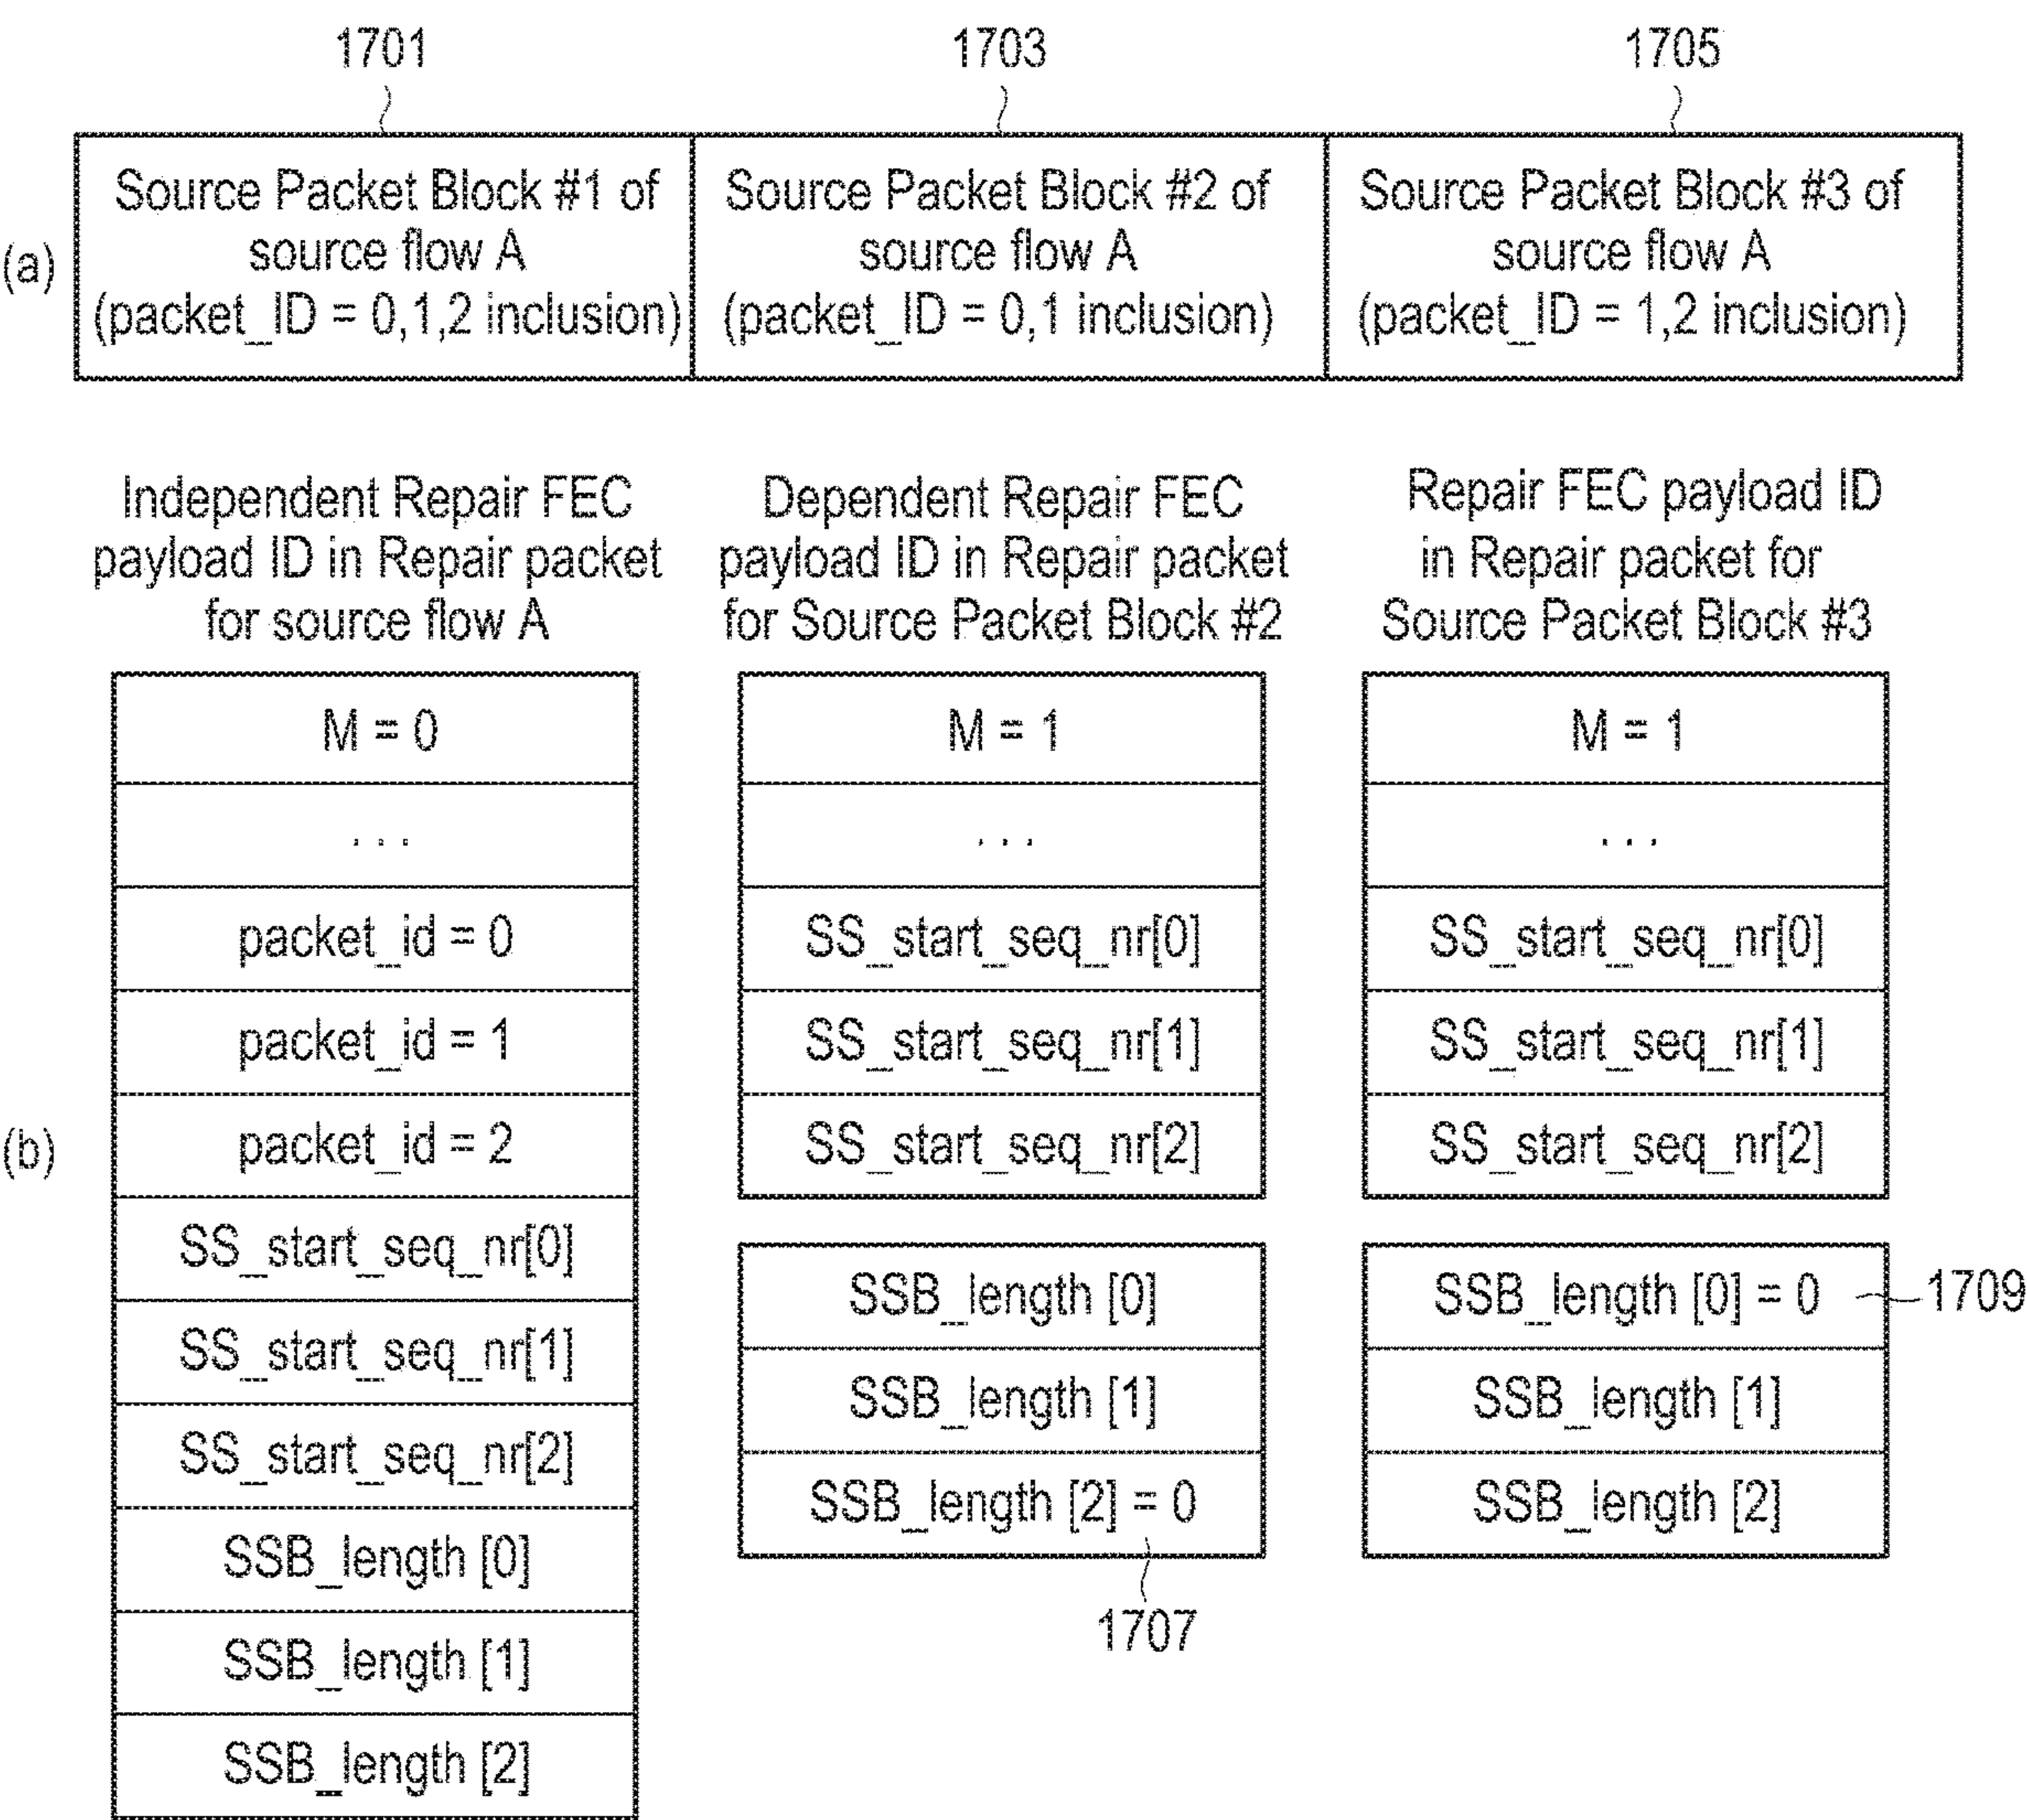 1701
1703
1705
(a)
Source Packet Block #1 of
source flow A
(packet_ID = 0,1,2 inclusion)
Source Packet Block #2 of
source flow A
(packet_ID = 0,1 inclusion)
Source Packet Block #3 of
source flow A
(packet_ID = 1,2 inclusion)
(b)
Independent Repair FEC
payload ID in Repair packet
for source flow A
M = 0
. . .
packet_id = 0
packet_id = 1
packet_id = 2
SS_start_seq_nr[0]
SS_start_seq_nr[1]
SS_start_seq_nr[2]
SSB_length [0]
SSB_length [1]
SSB_length [2]
Dependent Repair FEC
payload ID in Repair packet
for Source Packet Block #2
M = 1
. . .
SS_start_seq_nr[0]
SS_start_seq_nr[1]
SS_start_seq_nr[2]
SSB_length [0]
SSB_length [1]
SSB_length [2] = 0
1707
Repair FEC payload ID
in Repair packet for
Source Packet Block #3
M = 1
. . .
SS_start_seq_nr[0]
SS_start_seq_nr[1]
SS_start_seq_nr[2]
SSB_length [0] = 0
1709
SSB_length [1]
SSB_length [2]